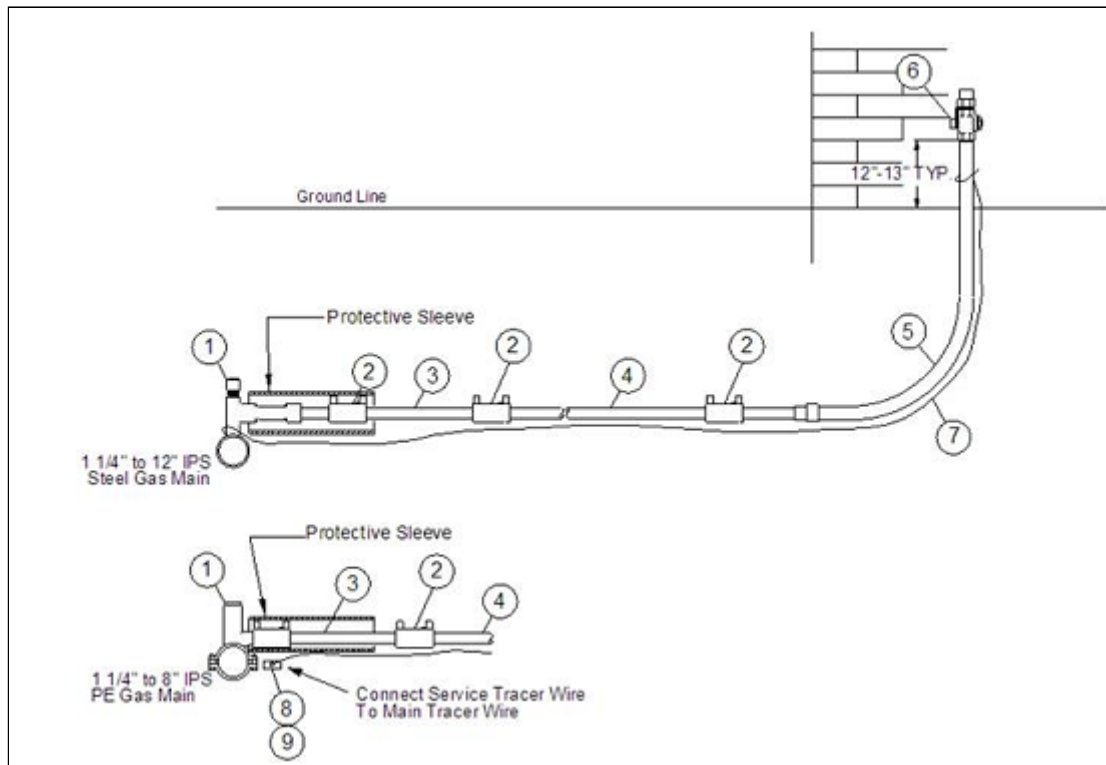 6
12"-13" TYP.
Ground Line
Protective Sleeve
1
2
3
2
4
2
5
7
1 1/4" to 12" IPS
Steel Gas Main
Protective Sleeve
1
3
2
4
1 1/4" to 8" IPS
PE Gas Main
Connect Service Tracer Wire
To Main Tracer Wire
8
9